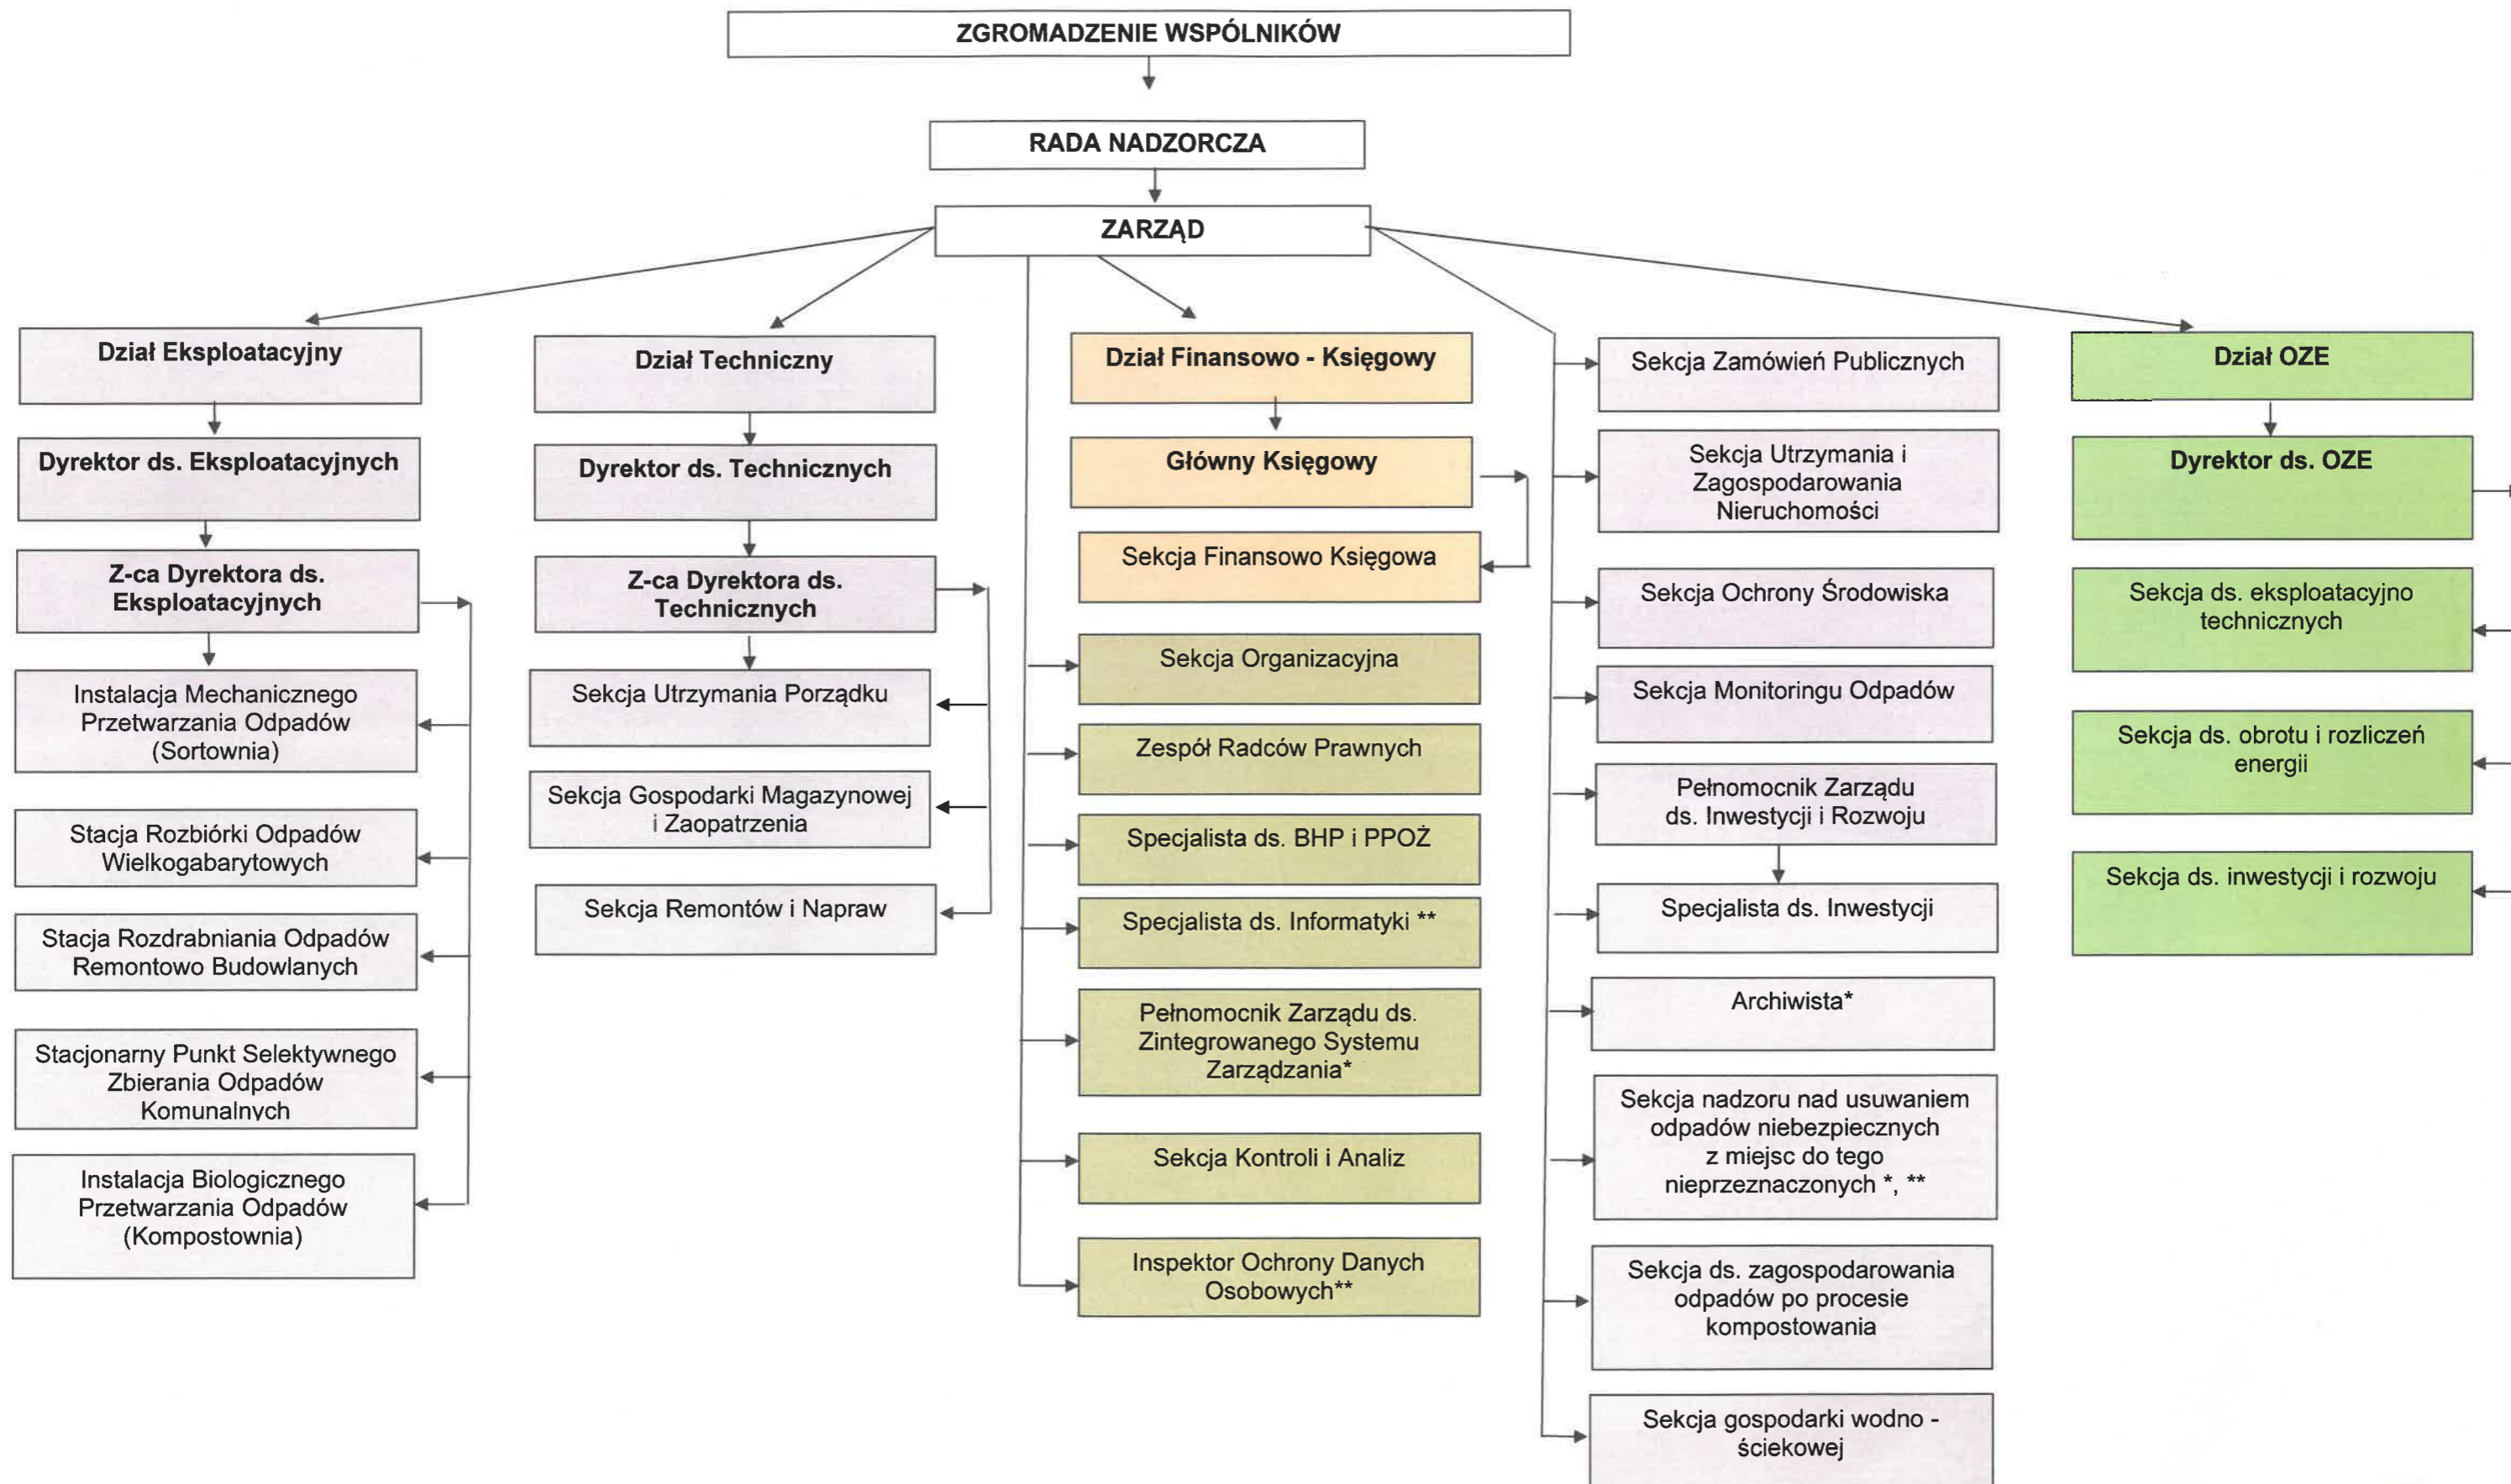 ZGROMADZENIE WSPÓLNIKÓW
RADA NADZORCZA
ZARZĄD
Dział Eksploatacyjny
Dyrektor ds. Eksploatacyjnych
Z-ca Dyrektora ds.
Eksploatacyjnych
Instalacja Mechanicznego
Przetwarzania Odpadów
(Sortownia)
Stacja Rozbiórki Odpadów
Wielkogabarytowych
Stacja Rozdrabniania Odpadów
Remontowo Budowlanych
Stacjonarny Punkt Selektywnego
Zbierania Odpadów
Komunalnych
Instalacja Biologicznego
Przetwarzania Odpadów
(Kompostownia)
Dział Techniczny
Dyrektor ds. Technicznych
Z-ca Dyrektora ds.
Technicznych
Sekcja Utrzymania Porządku
Sekcja Gospodarki Magazynowej
i Zaopatrzenia
Sekcja Remontów i Napraw
Dział Finansowo - Księgowy
Główny Księgowy
Sekcja Finansowo Księgowa
Sekcja Organizacyjna
Zespół Radców Prawnych
Specjalista ds. BHP i PPOŻ
Specjalista ds. Informatyki **
Pełnomocnik Zarządu ds.
Zintegrowanego Systemu
Zarządzania*
Sekcja Kontroli i Analiz
Inspektor Ochrony Danych
Osobowych**
Sekcja Zamówień Publicznych
Sekcja Utrzymania i
Zagospodarowania
Nieruchomości
Sekcja Ochrony Środowiska
Sekcja Monitoringu Odpadów
Pełnomocnik Zarządu
ds. Inwestycji i Rozwoju
Specjalista ds. Inwestycji
Archiwista*
Sekcja nadzoru nad usuwaniem
odpadów niebezpiecznych
z miejsc do tego
nieprzeznaczonych *, **
Sekcja ds. zagospodarowania
odpadów po procesie
kompostowania
Sekcja gospodarki wodno -
ściekowej
Dział OZE
Dyrektor ds. OZE
Sekcja ds. eksploatacyjno
technicznych
Sekcja ds. obrotu i rozliczeń
energii
Sekcja ds. inwestycji i rozwoju